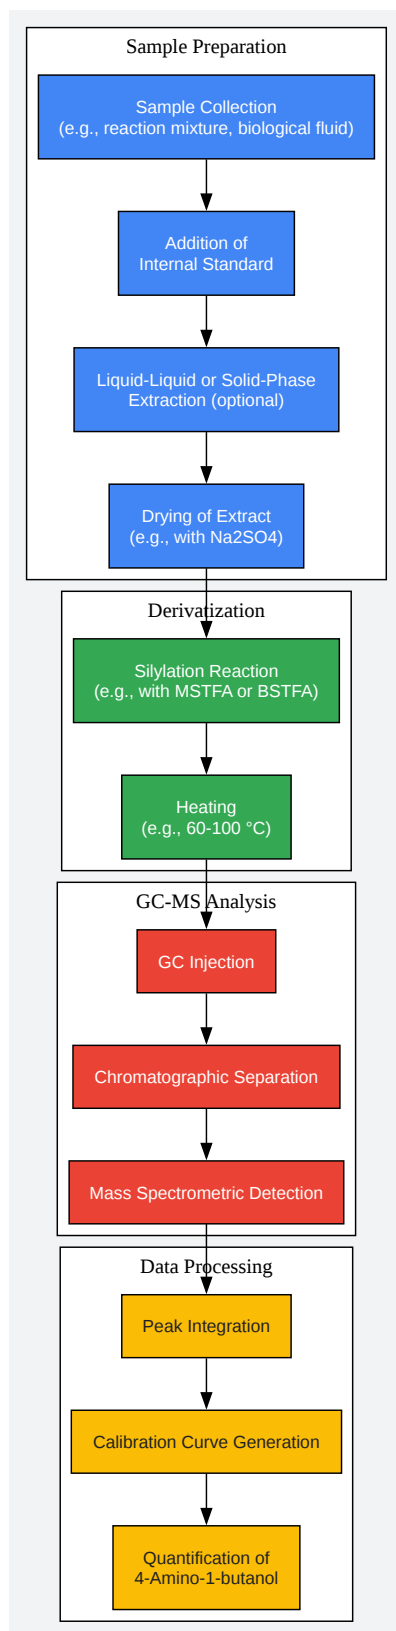 Sample Preparation
Sample Collection
(e.g., reaction mixture, biological fluid)
Addition of
Internal Standard
Liquid-Liquid or Solid-Phase
Extraction (optional)
Drying of Extract
(e.g., with Na2SO4)
Derivatization
Silylation Reaction
(e.g., with MSTFA or BSTFA)
Heating
(e.g., 60-100 °C)
GC-MS Analysis
GC Injection
Chromatographic Separation
Mass Spectrometric Detection
Data Processing
Peak Integration
Calibration Curve Generation
Quantification of
4-Amino-1-butanol